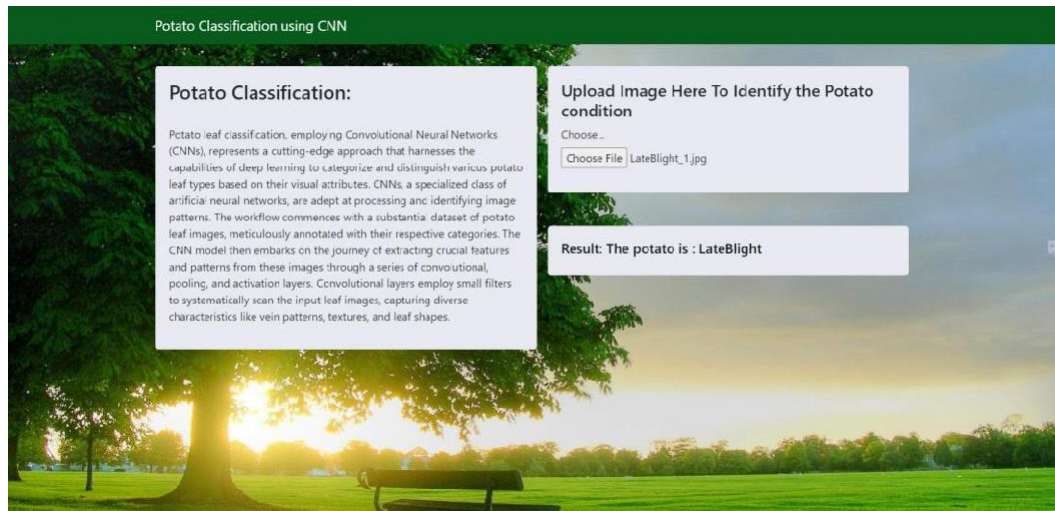 Potato Classification using CNN
Potato Classification:
Potato leaf classification, employing Convolutional Neural Networks
(CNNs), represents a cutting-edge approach that harnesses the
capabilities of deep learning to categorize and distinguish various potato
leaf types based on their visual attributes. CNNs, a specialized class of
artificial neural networks, are adept at processing and identifying image
patterns. The workflow commences with a substantial dataset of potato
leaf images, meticulously annotated with their respective categories. The
CNN model then embarks on the journey of extracting crucial features
and patterns from these images through a series of convolutional,
pooling, and activation layers. Convolutional layers employ small filters
to systematically scan the input leaf images, capturing diverse
characteristics like vein patterns, textures, and leaf shapes.
Upload Image Here To Identify the Potato
condition
Choose...
Choose File LateBlight_1.jpg
Result: The potato is : LateBlight